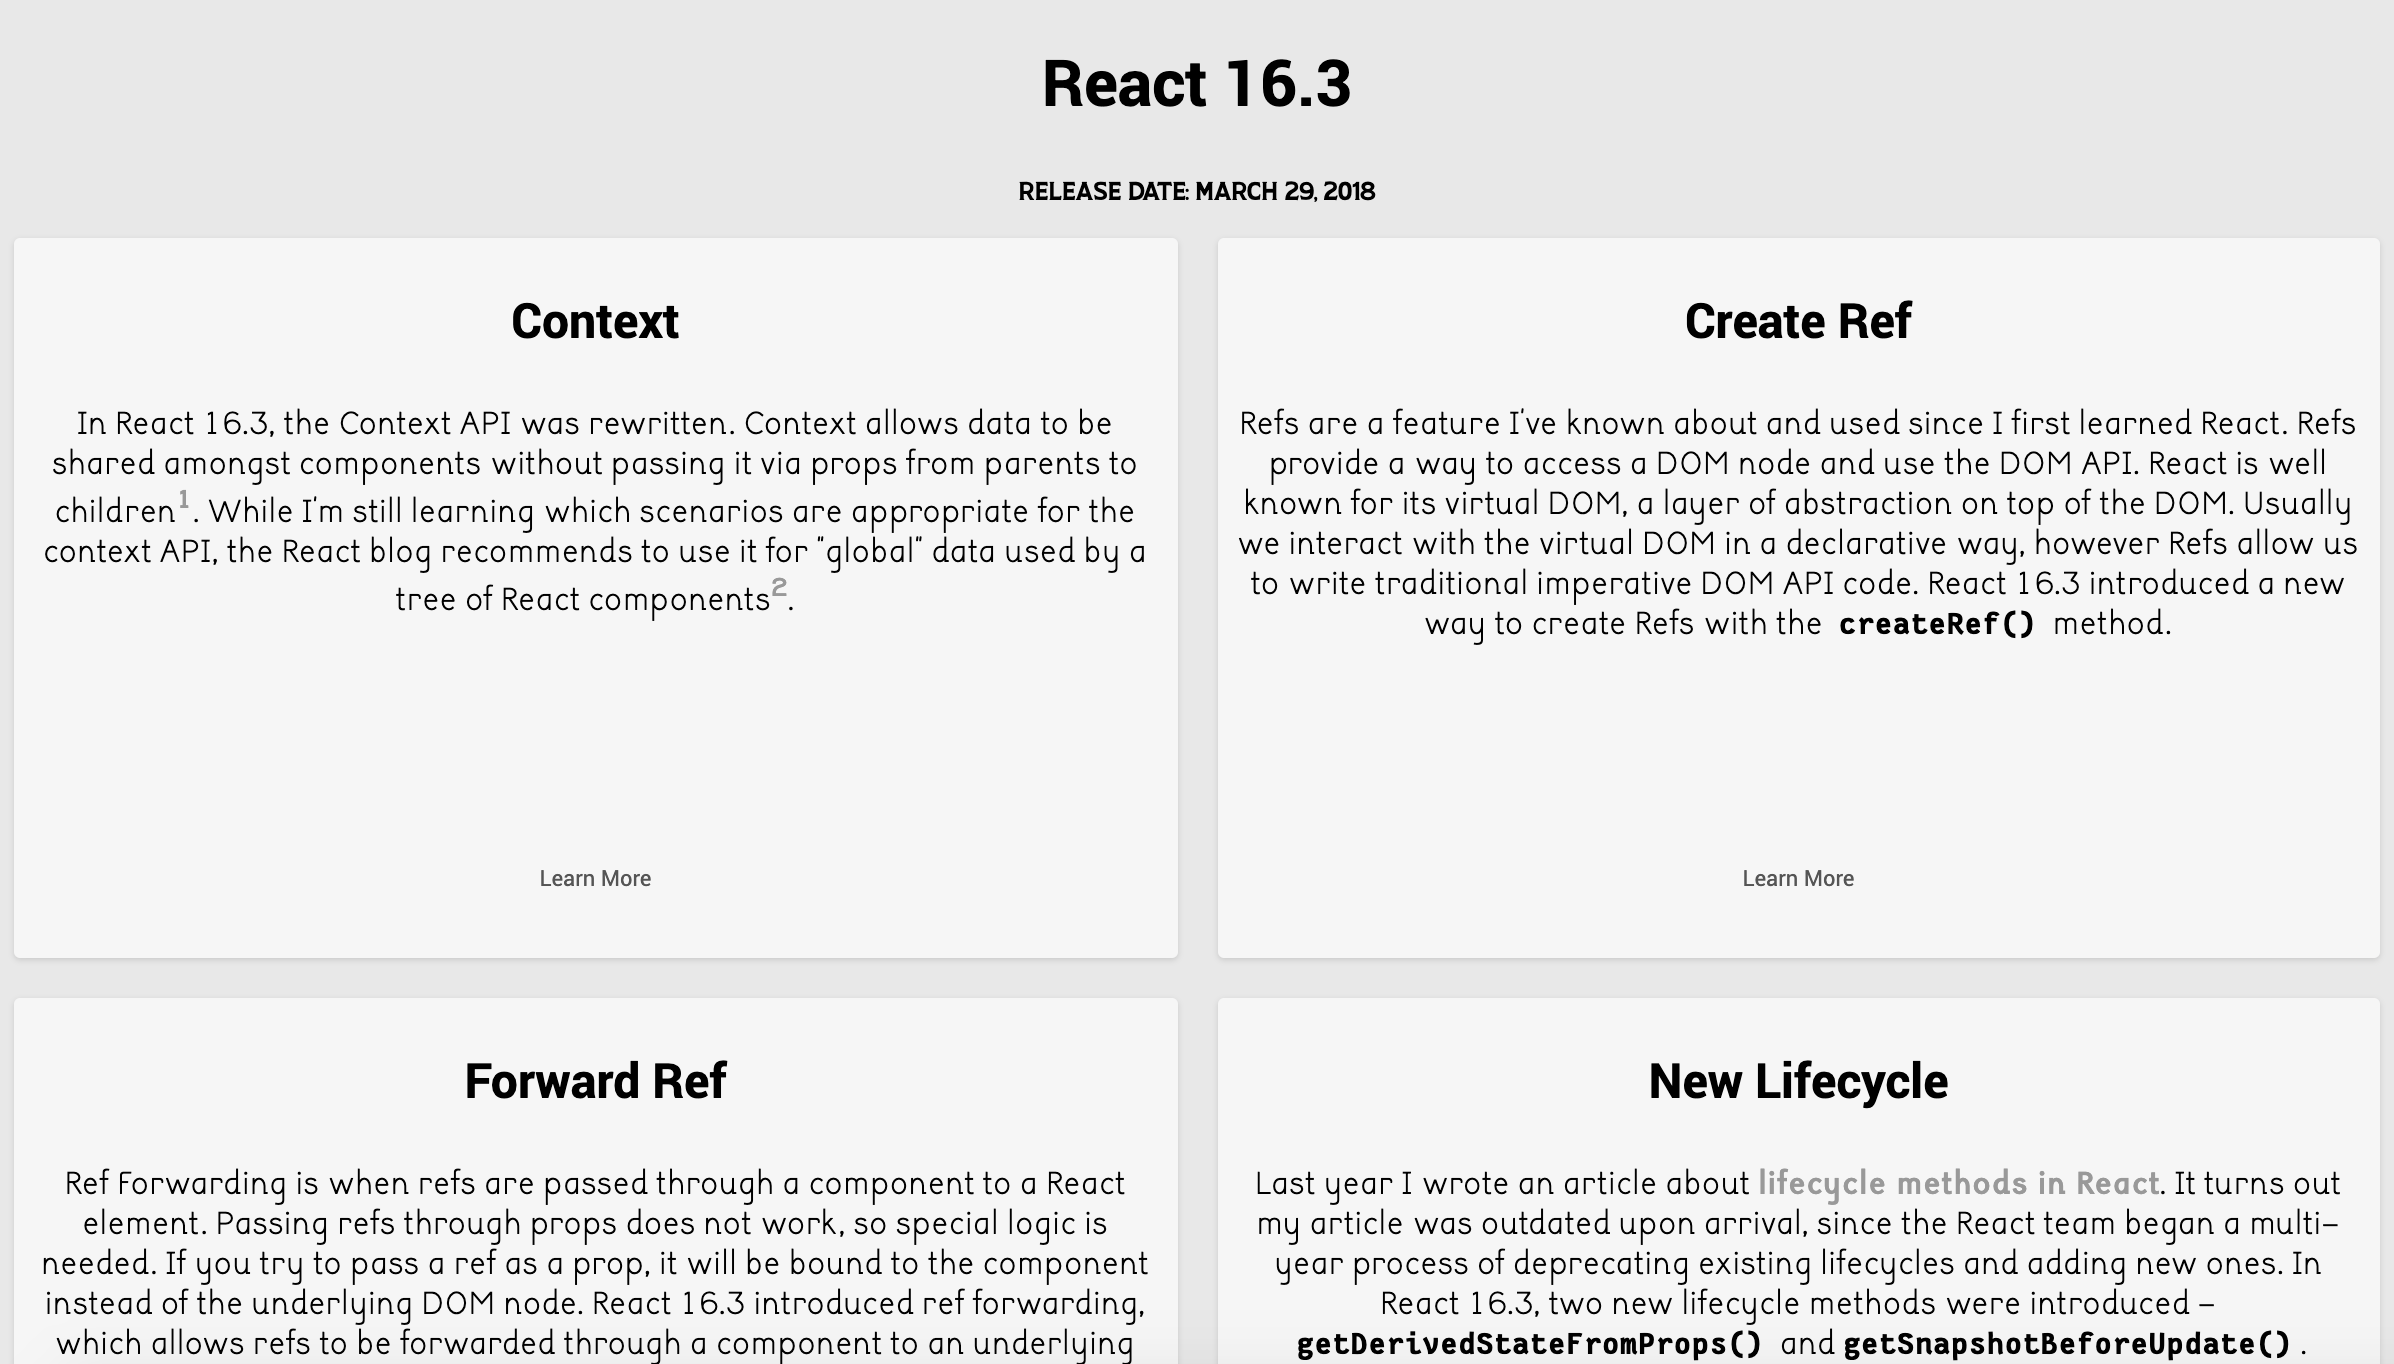 React 16.3
RELEASE DATE: MARCH 29, 2018
Context
In React 16.3, the Context API was rewritten. Context allows data to be
shared amongst components without passing it via props from parents to
children1. While I'm still learning which scenarios are appropriate for the
context API, the React blog recommends to use it for "global" data used by a
tree of React components2.
Learn More
Create Ref
Refs are a feature I've known about and used since I first learned React. Refs
provide a way to access a DOM node and use the DOM API. React is well
known for its virtual DOM, a layer of abstraction on top of the DOM. Usually
we interact with the virtual DOM in a declarative way, however Refs allow us
to write traditional imperative DOM API code. React 16.3 introduced a new
way to create Refs with the createRef() method.
Learn More
Forward Ref
Ref Forwarding is when refs are passed through a component to a React
element. Passing refs through props does not work, so special logic is
needed. If you try to pass a ref as a prop, it will be bound to the component
instead of the underlying DOM node. React 16.3 introduced ref forwarding,
which allows refs to be forwarded through a component to an underlying
New Lifecycle
Last year I wrote an article about lifecycle methods in React. It turns out
my article was outdated upon arrival, since the React team began a multi-
year process of deprecating existing lifecycles and adding new ones. In
React 16.3, two new lifecycle methods were introduced -
getDerivedStateFromProps() and getSnapshotBeforeUpdate() .